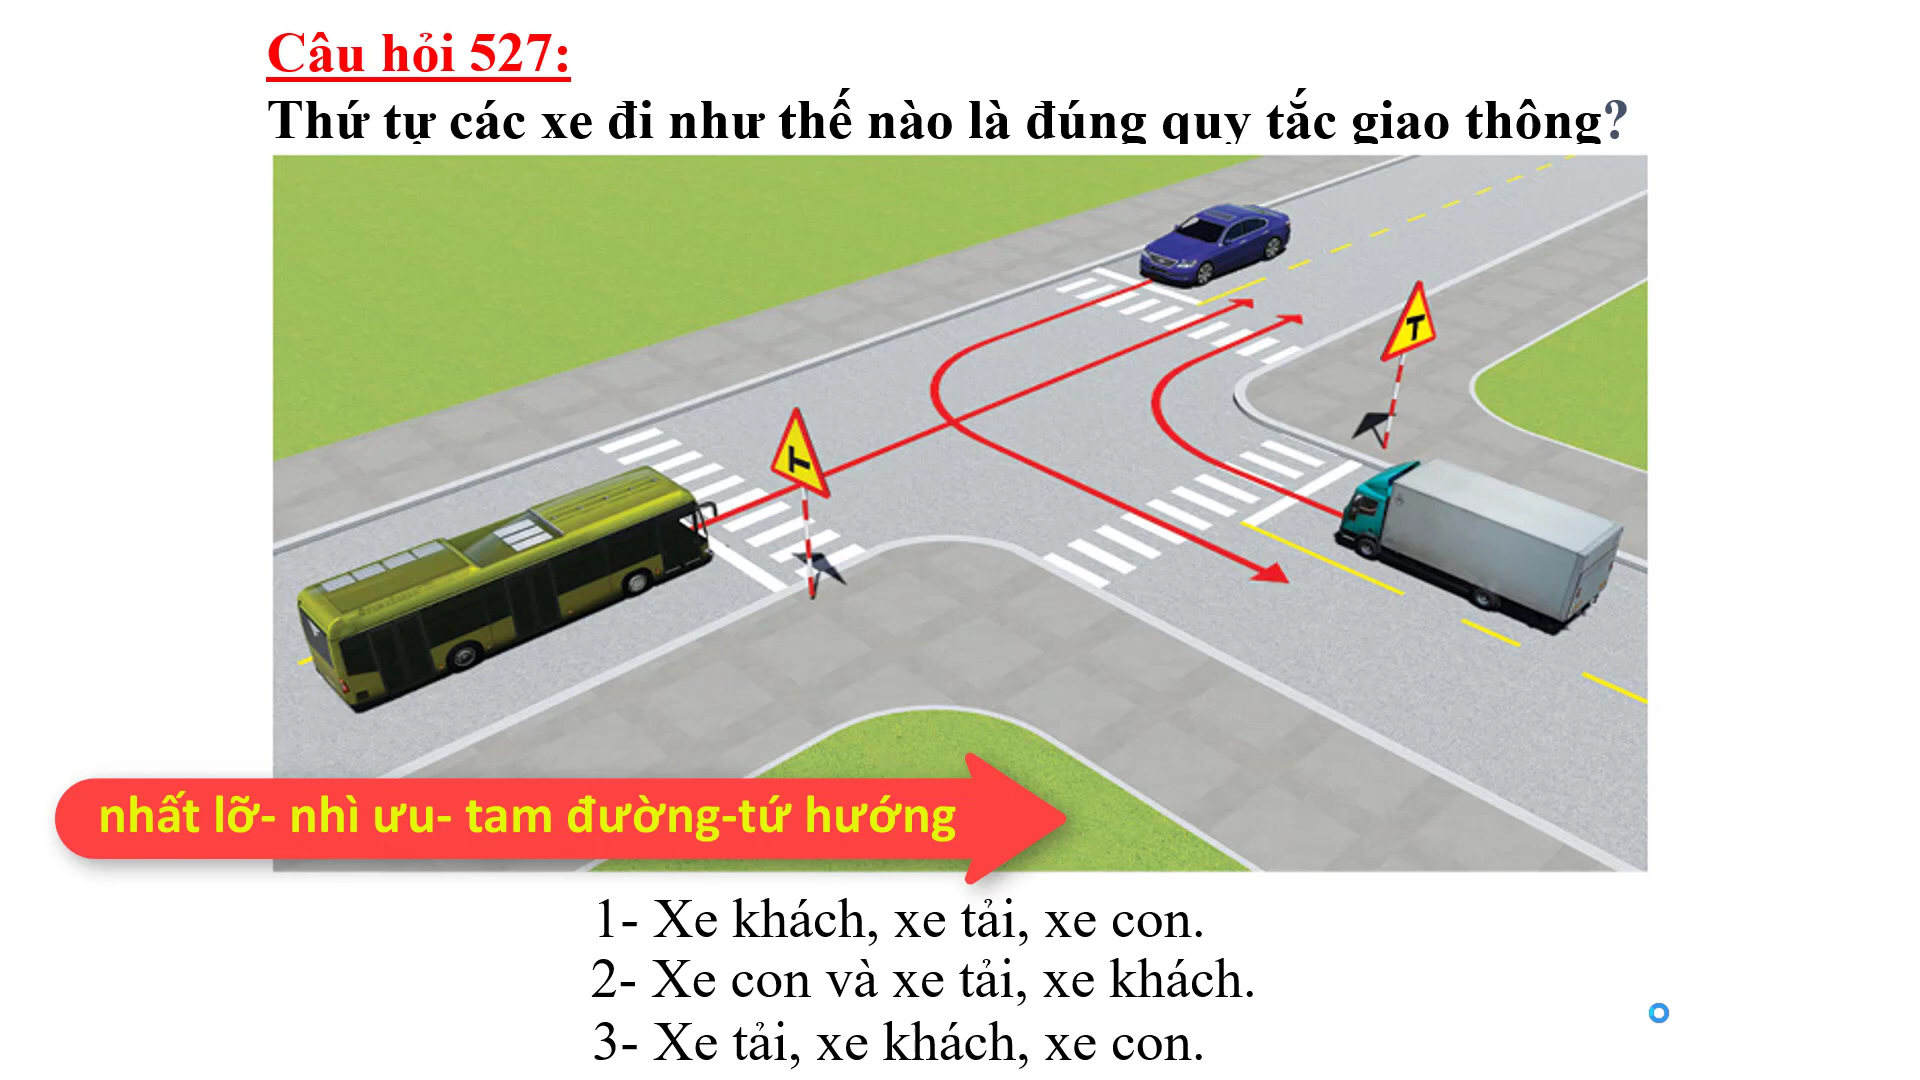 Câu hỏi 527:
Thứ tự các xe đi như thế nào là đúng quy tắc giao thông?
nhất lỡ- nhì ưu- tam đường-tứ hướng
1- Xe khách, xe tải, xe con.
2- Xe con và xe tải, xe khách.
3- Xe tải, xe khách, xe con.